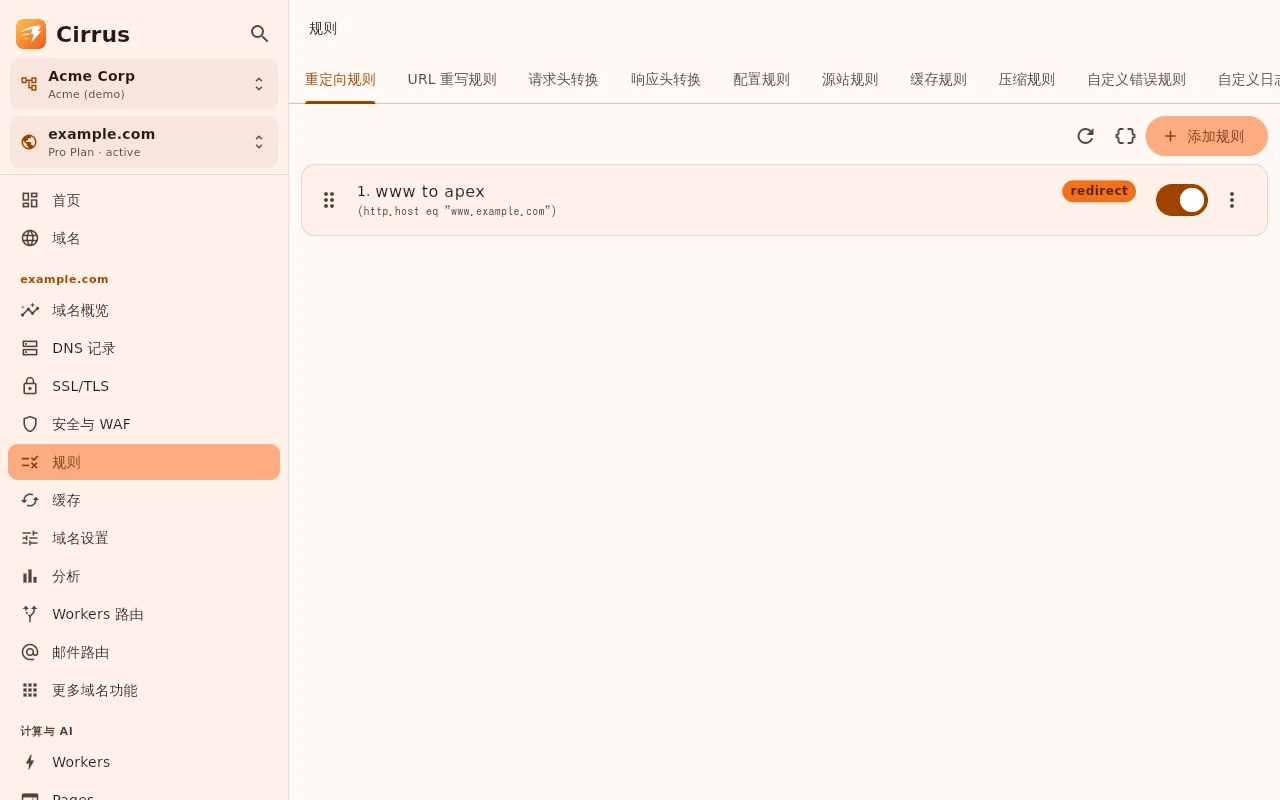 Cirrus
Acme Corp
Acme (demo)
example.com
Pro Plan · active
首页
域名
example.com
域名概览
DNS 记录
SSL/TLS
安全与 WAF
规则
缓存
域名设置
分析
Workers 路由
邮件路由
更多域名功能
计算与 AI
Workers
Pages
规则
重定向规则
URL 重写规则
请求头转换
响应头转换
配置规则
源站规则
缓存规则
压缩规则
自定义错误规则
自定义日志
添加规则
1. www to apex
(http.host eq "www.example.com")
redirect